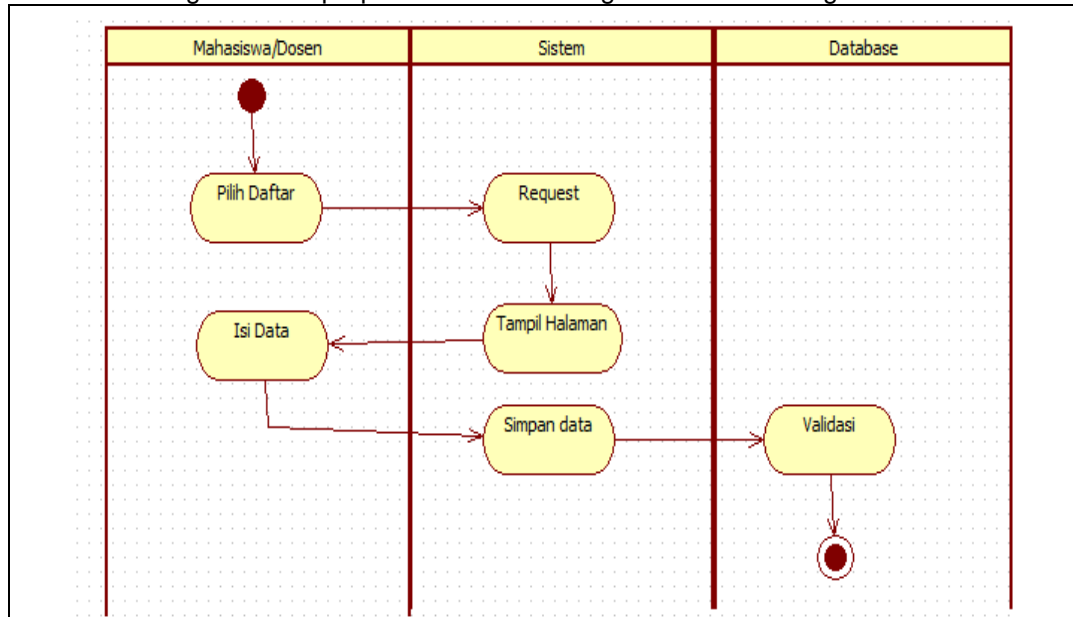 Mahasiswa/Dosen
Sistem
Database
Pilih Daftar
Request
Isi Data
Tampil Halaman
Simpan data
Validasi